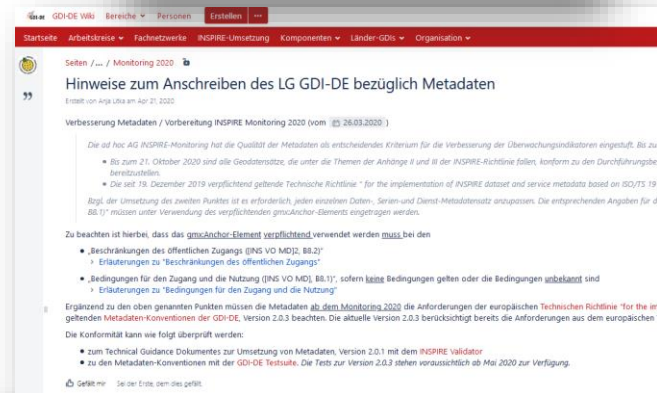 GDI-DE GDI-DE Wiki Bereiche Personen Erstellen ...
Startseite Arbeitskreise Fachnetzwerke INSPIRE-Umsetzung Komponenten Länder-GDIs Organisation
Seiten /... / Monitoring 2020
Hinweise zum Anschreiben des LG GDI-DE bezüglich Metadaten
Erstellt von Anja Litka am Apr 21, 2020
Verbesserung Metadaten / Vorbereitung INSPIRE Monitoring 2020 (vom 26.03.2020 )
Die ad hoc AG INSPIRE-Monitoring hat die Qualität der Metadaten als entscheidendes Kriterium für die Verbesserung der Überwachungsindikatoren eingestuft. Bis zu
• Bis zum 21. Oktober 2020 sind alle Geodatensätze, die unter die Themen der Anhänge II und III der INSPIRE-Richtlinie fallen, konform zu den Durchführungsbe
bereitzustellen.
• Die seit 19. Dezember 2019 verpflichtend geltende Technische Richtlinie " for the implementation of INSPIRE dataset and service metadata based on ISO/TS 19
Bzgl. der Umsetzung des zweiten Punktes ist es erforderlich, jeden einzelnen Daten-, Serien-und Dienst-Metadatensatz anzupassen. Die entsprechenden Angaben für d
B8.1)" müssen unter Verwendung des verpflichtenden gmx:Anchor-Elements eingetragen werden.
Zu beachten ist hierbei, dass das gmx:Anchor-Element verpflichtend verwendet werden muss bei den
• „Beschränkungen des öffentlichen Zugangs ([INS VO MD]2, B8.2)"
› Erläuterungen zu "Beschränkungen des öffentlichen Zugangs"
• „Bedingungen für den Zugang und die Nutzung ([INS VO MD], B8.1)", sofern keine Bedingungen gelten oder die Bedingungen unbekannt sind
› Erläuterungen zu "Bedingungen für den Zugang und die Nutzung"
Ergänzend zu den oben genannten Punkten müssen die Metadaten ab dem Monitoring 2020 die Anforderungen der europäischen Technischen Richtlinie "for the im
geltenden Metadaten-Konventionen der GDI-DE, Version 2.0.3 beachten. Die aktuelle Version 2.0.3 berücksichtigt bereits die Anforderungen aus dem europäischen
Die Konformität kann wie folgt überprüft werden:
• zum Technical Guidance Dokumentes zur Umsetzung von Metadaten, Version 2.0.1 mit dem INSPIRE Validator
• zu den Metadaten-Konventionen mit der GDI-DE Testsuite. Die Tests zur Version 2.0.3 stehen voraussichtlich ab Mai 2020 zur Verfügung.
Gefällt mir Sei der Erste, dem dies gefällt.